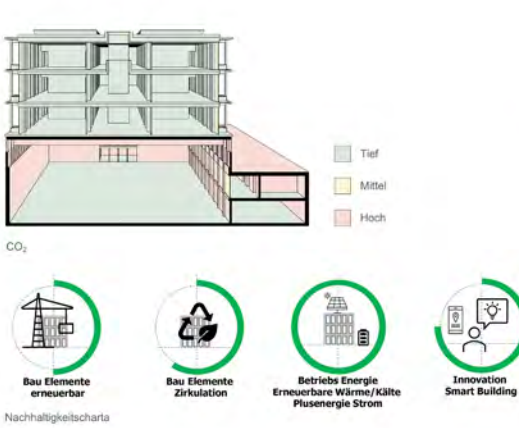 Tief
Mittel
Hoch
CO₂
Bau Elemente
erneuerbar
Bau Elemente
Zirkulation
Betriebs Energie
Erneuerbare Wärme/Kälte
Plusenergie Strom
Innovation
Smart Building
Nachhaltigkeitscharta